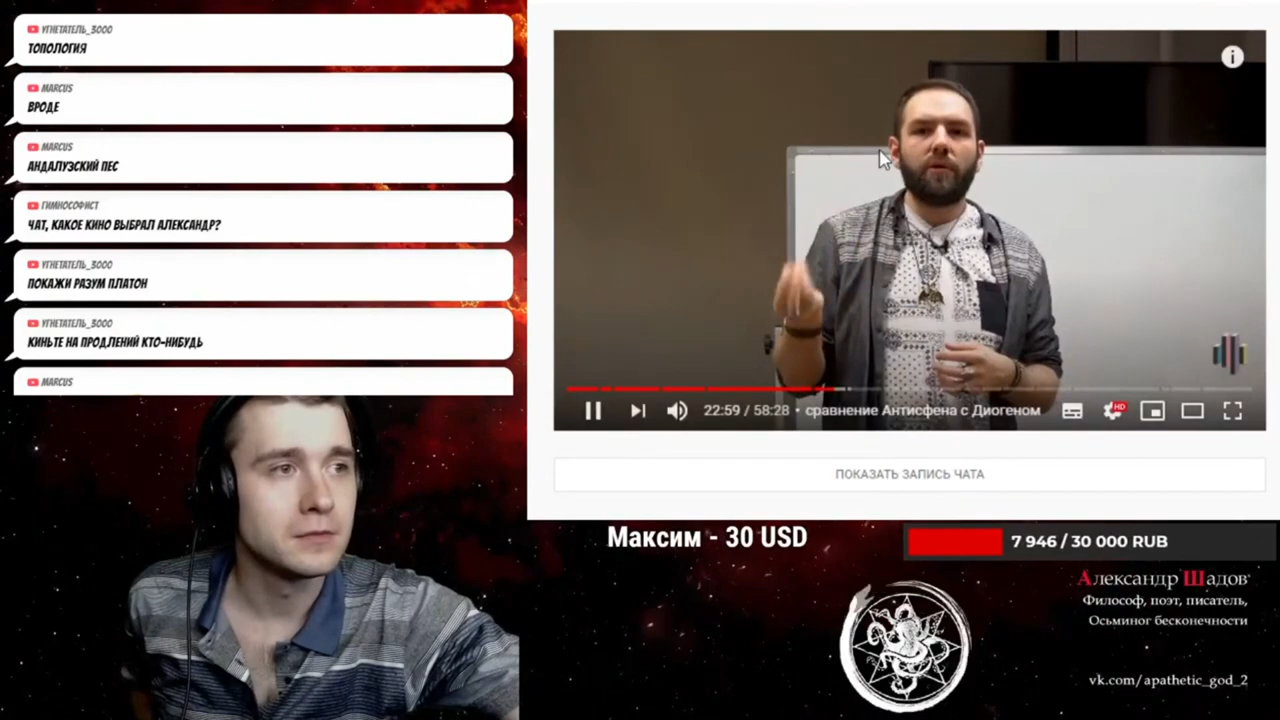 УГНЕТАТЕЛЬ_3000
ТОПОЛОГИЯ
MARCUS
ВРОДЕ
MARCUS
АНДАЛУЗСКИЙ ПЕС
ГИМНОСОФИСТ
ЧАТ, КАКОЕ КИНО ВЫБРАЛ АЛЕКСАНДР?
УГНЕТАТЕЛЬ_3000
ПОКАЖИ РАЗУМ ПЛАТОН
УГНЕТАТЕЛЬ_3000
КИНЬТЕ НА ПРОДЛЕНИЙ КТО-НИБУДЬ
MARCUS
22:59 / 58:28 • сравнение Антисфена с Диогеном
HD
ПОКАЗАТЬ ЗАПИСЬ ЧАТА
Максим - 30 USD
7 946 / 30 000 RUB
Александр Шадов
Философ, поэт, писатель,
Осьминог бесконечности
vk.com/apathetic_god_2